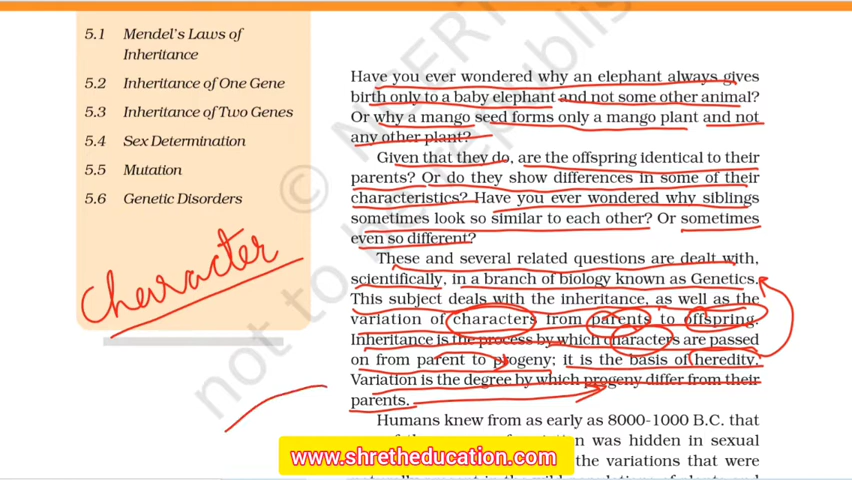 5.1 Mendel's Laws of
Inheritance
5.2 Inheritance of One Gene
5.3 Inheritance of Two Genes
5.4 Sex Determination
5.5 Mutation
5.6 Genetic Disorders
Character
Have you ever wondered why an elephant always gives
birth only to a baby elephant and not some other animal?
Or why a mango seed forms only a mango plant and not
any other plant?
Given that they do, are the offspring identical to their
parents? Or do they show differences in some of their
characteristics? Have you ever wondered why siblings
sometimes look so similar to each other? Or sometimes
even so different?
These and several related questions are dealt with,
scientifically, in a branch of biology known as Genetics.
This subject deals with the inheritance, as well as the
variation of characters from parents to offspring.
Inheritance is the process by which characters are passed
on from parent to progeny; it is the basis of heredity.
Variation is the degree by which progeny differ from their
parents.
Humans knew from as early as 8000-1000 B.C. that
was hidden in sexual
the variations that were
www.shretheducation.com
© NCERT
not to be republished